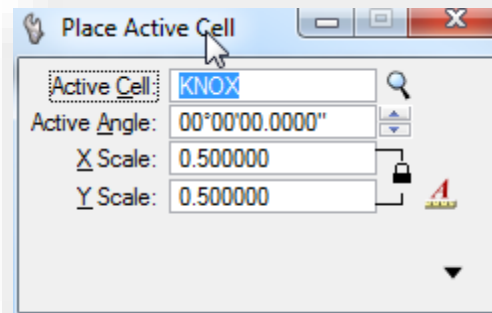 Place Active Cell
Active Cell: KNOX
Active Angle: 00°00'00.0000"
X Scale: 0.500000
Y Scale: 0.500000
A